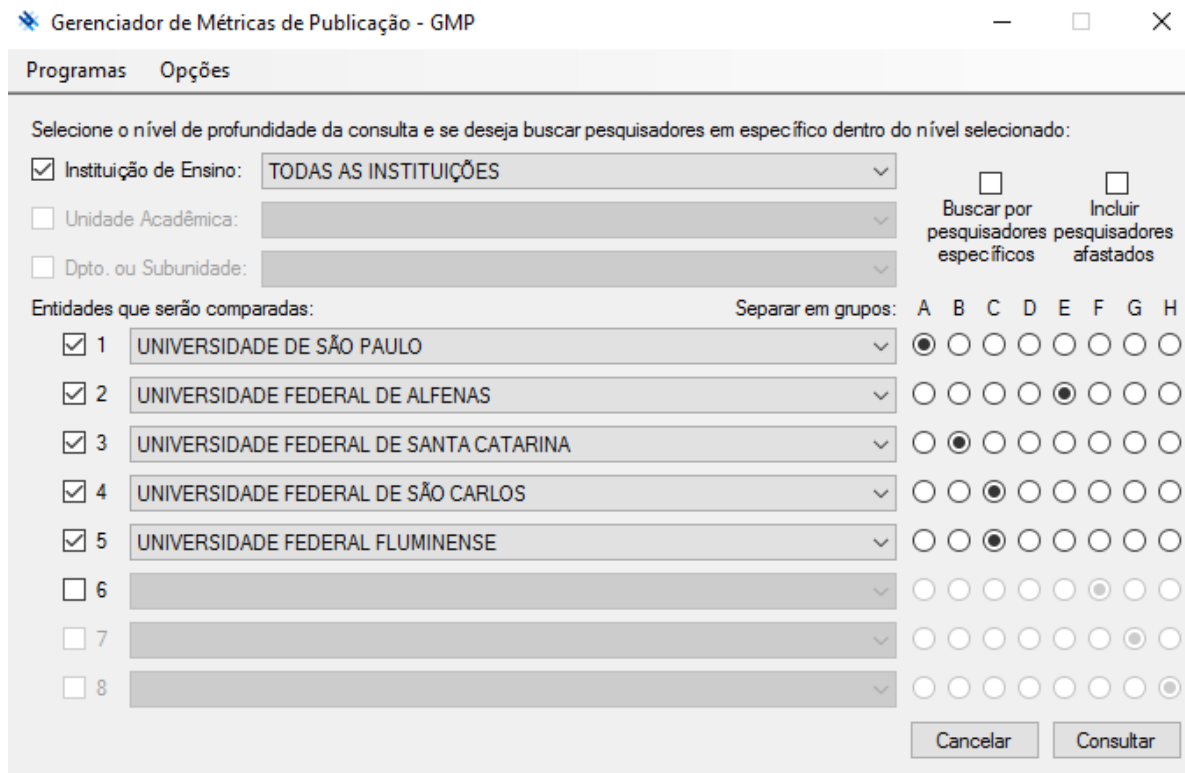 Gerenciador de Métricas de Publicação - GMP
Programas Opções
Selecione o nível de profundidade da consulta e se deseja buscar pesquisadores em específico dentro do nível selecionado:
Instituição de Ensino: TODAS AS INSTITUIÇÕES
Unidade Acadêmica:
Dpto. ou Subunidade:
Buscar por pesquisadores específicos
Incluir pesquisadores afastados
Entidades que serão comparadas: Separar em grupos: A B C D E F G H
1 UNIVERSIDADE DE SÃO PAULO
2 UNIVERSIDADE FEDERAL DE ALFENAS
3 UNIVERSIDADE FEDERAL DE SANTA CATARINA
4 UNIVERSIDADE FEDERAL DE SÃO CARLOS
5 UNIVERSIDADE FEDERAL FLUMINENSE
6
7
8
Cancelar Consultar